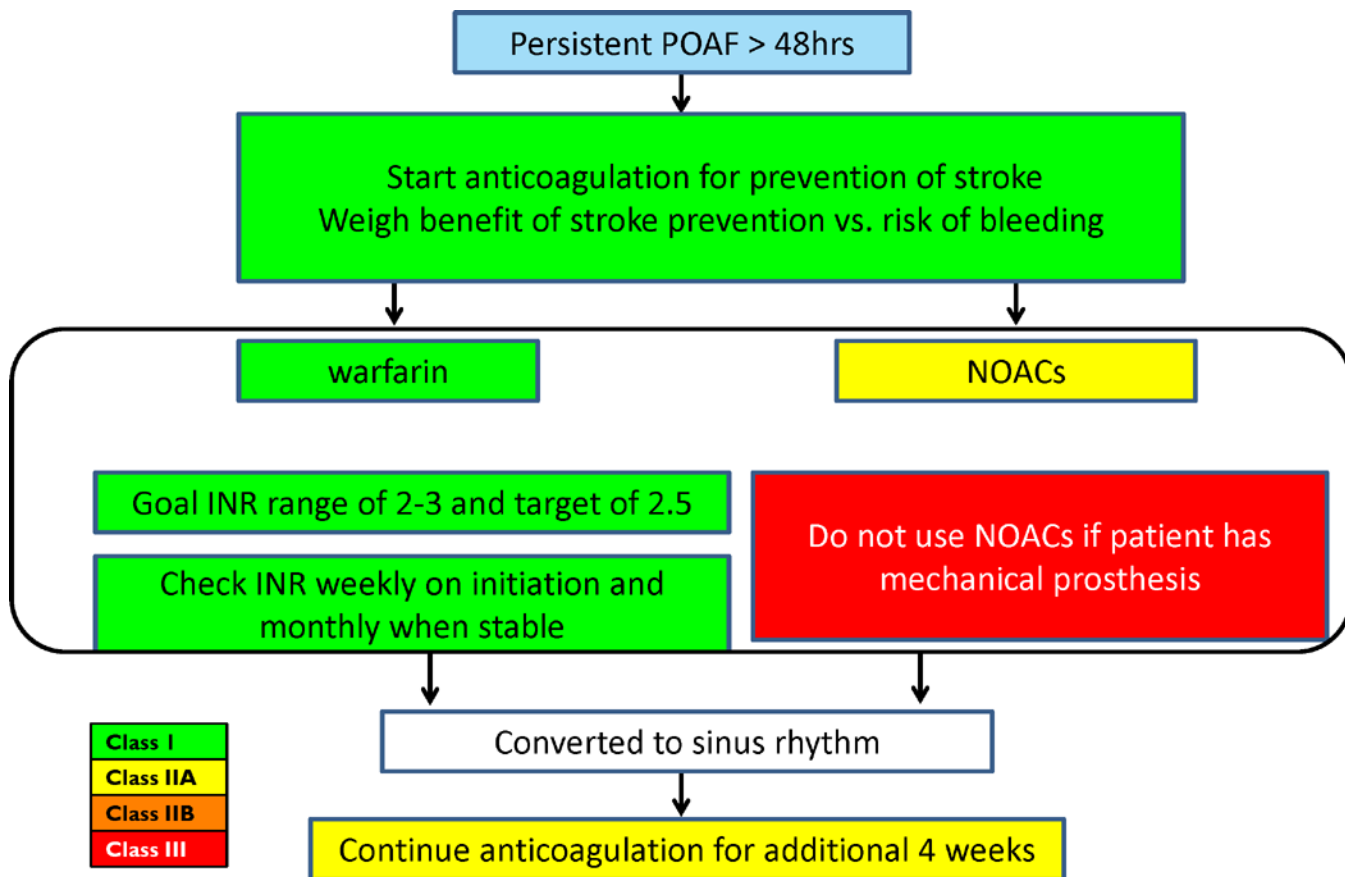 Persistent POAF > 48hrs
Start anticoagulation for prevention of stroke
Weigh benefit of stroke prevention vs. risk of bleeding
warfarin
NOACs
Goal INR range of 2-3 and target of 2.5
Check INR weekly on initiation and
monthly when stable
Do not use NOACs if patient has
mechanical prosthesis
Converted to sinus rhythm
Continue anticoagulation for additional 4 weeks
Class I
Class IIA
Class IIB
Class III